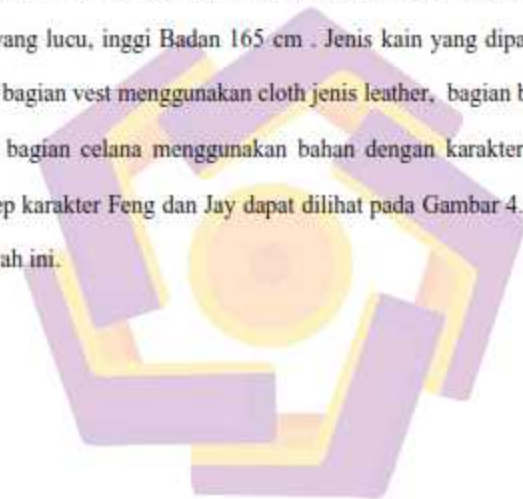 yang lucu, inggi Badan 165 cm . Jenis kain yang dipa
bagian vest menggunakan cloth jenis leather, bagian b
bagian celana menggunakan bahan dengan karakter
ep karakter Feng dan Jay dapat dilihat pada Gambar 4.
ah ini.